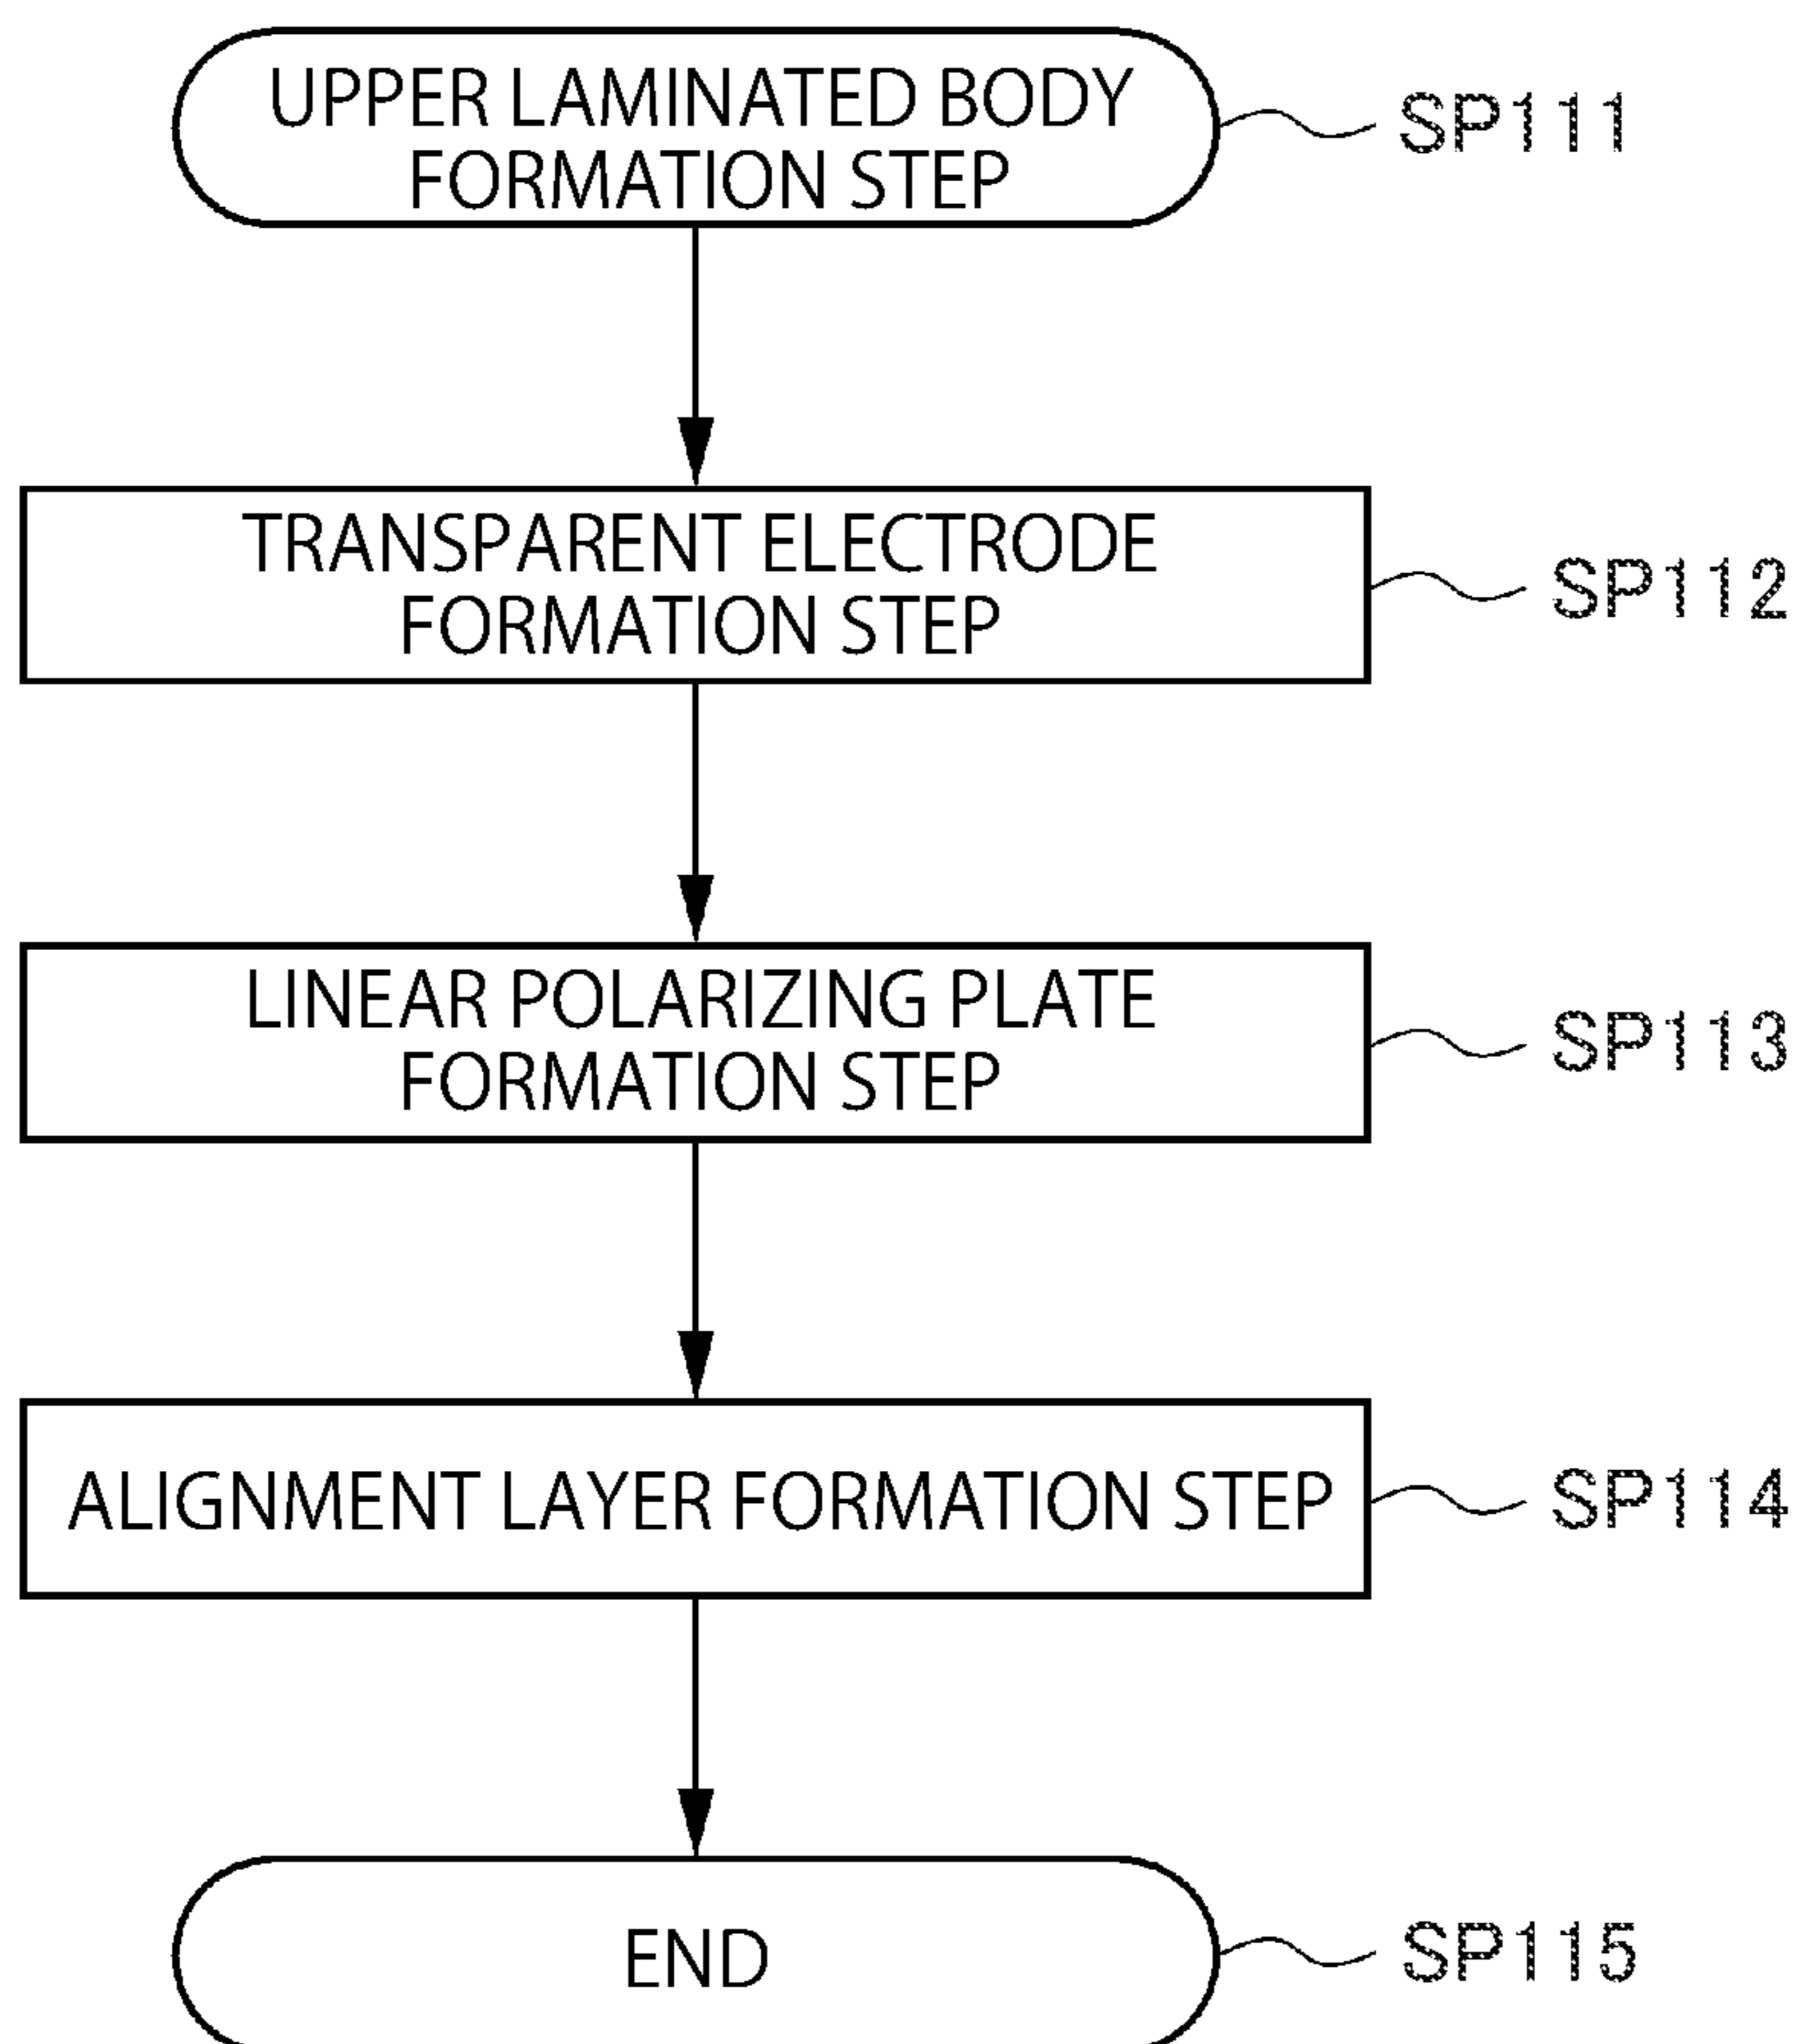 UPPER LAMINATED BODY
FORMATION STEP
SP111
TRANSPARENT ELECTRODE
FORMATION STEP
SP112
LINEAR POLARIZING PLATE
FORMATION STEP
SP113
ALIGNMENT LAYER FORMATION STEP
SP114
END
SP115